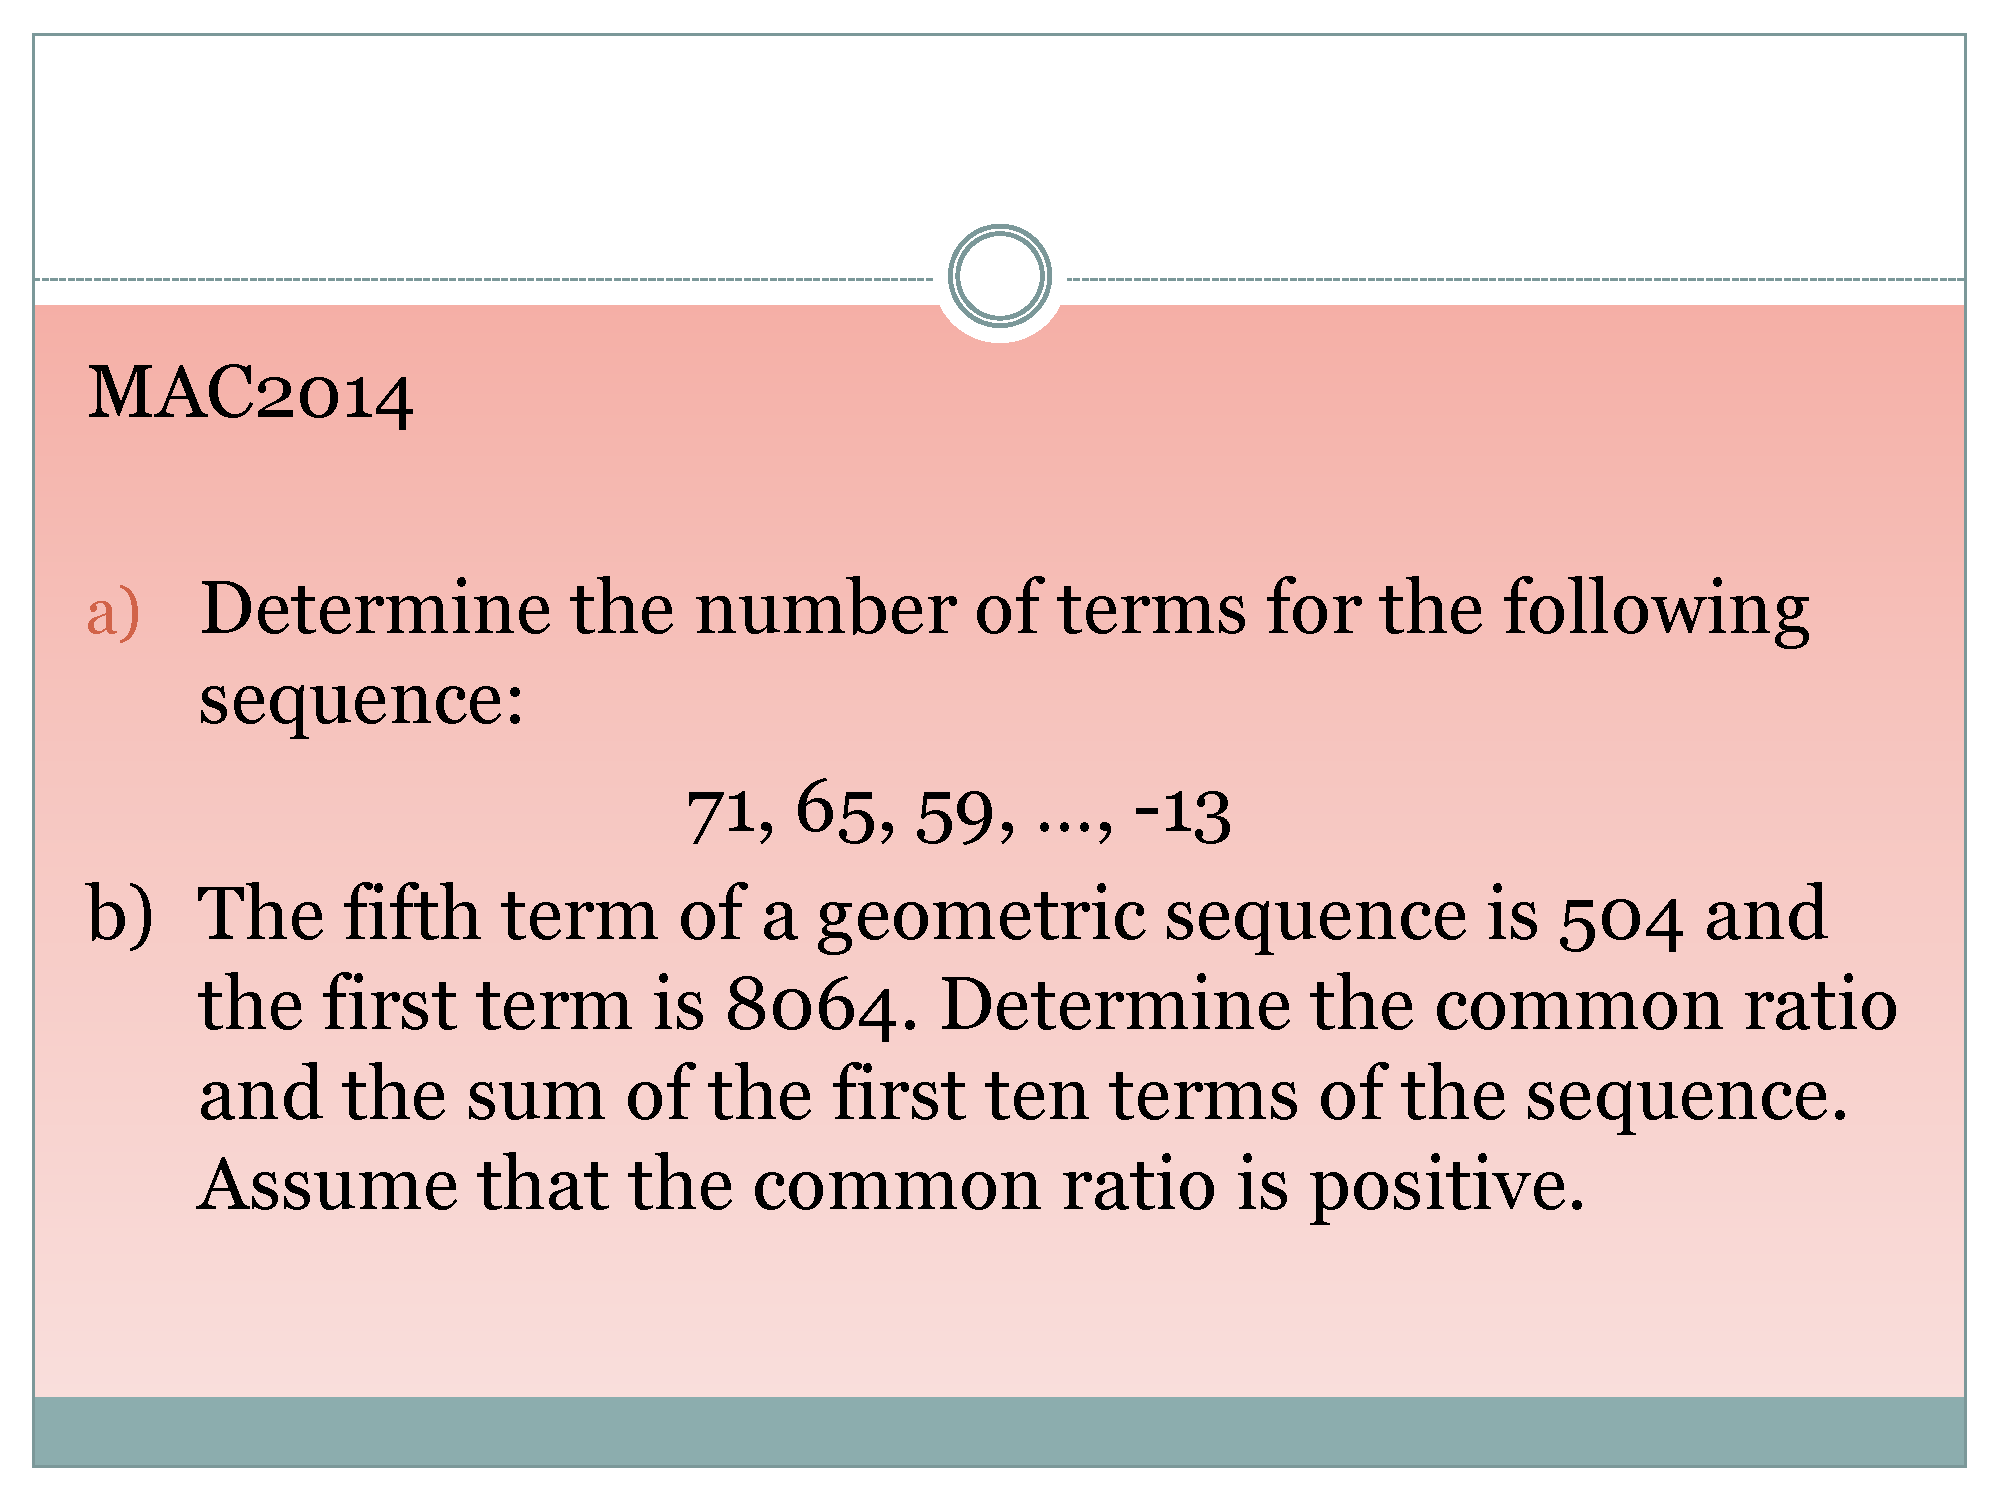 MAC2014
a) Determine the number of terms for the following
sequence:
71, 65, 59, ..., -13
b) The fifth term of a geometric sequence is 504 and
the first term is 8064. Determine the common ratio
and the sum of the first ten terms of the sequence.
Assume that the common ratio is positive.